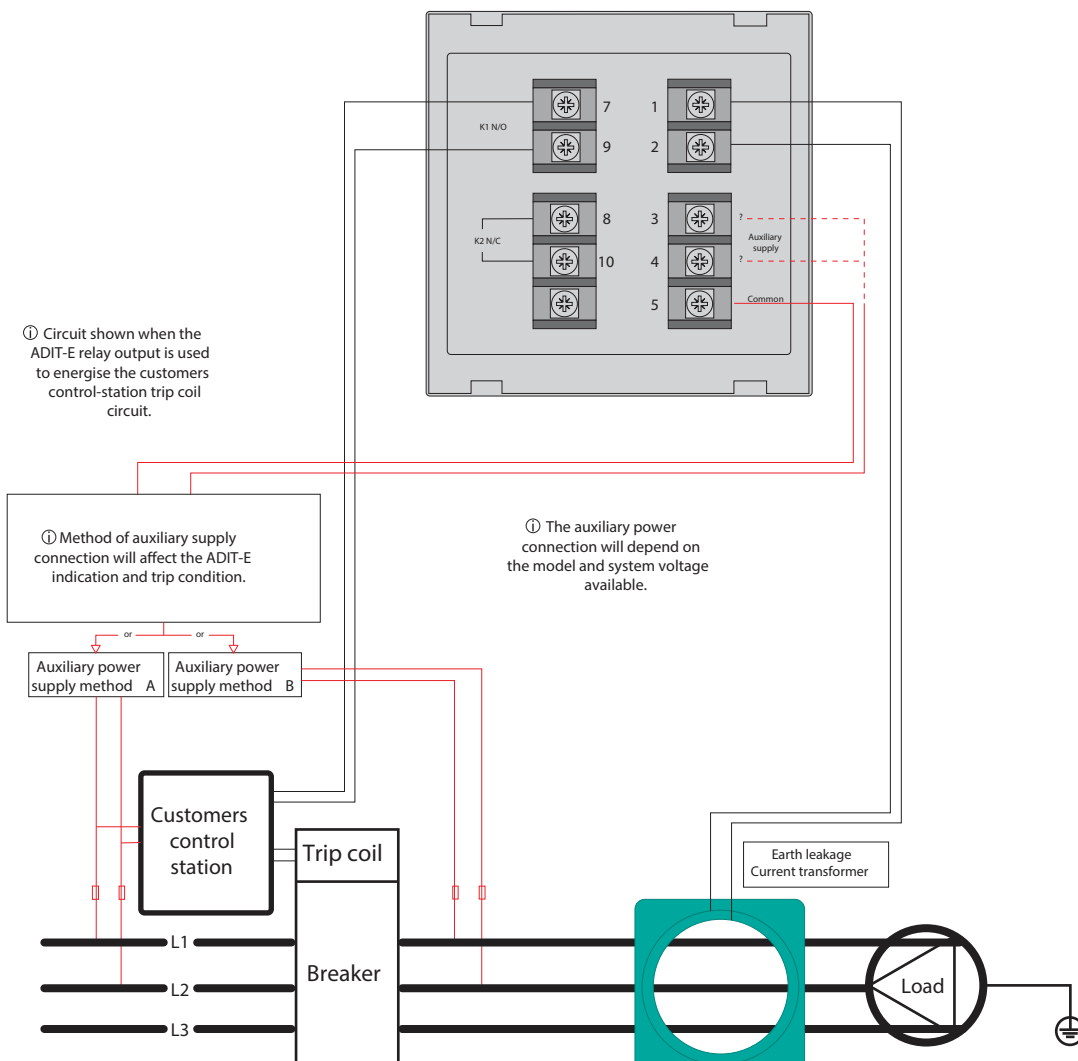 7
1
K1 N/O
9
2
8
3
?
K2 N/C
Auxiliary
supply
10
4
?
5
Common
ⓘ Circuit shown when the
ADIT-E relay output is used
to energise the customers
control-station trip coil
circuit.
ⓘ Method of auxiliary supply
connection will affect the ADIT-E
indication and trip condition.
ⓘ The auxiliary power
connection will depend on
the model and system voltage
available.
or
or
Auxiliary power
supply method A
Auxiliary power
supply method B
Customers
control
station
Trip coil
Earth leakage
Current transformer
L1
Breaker
L2
Load
L3